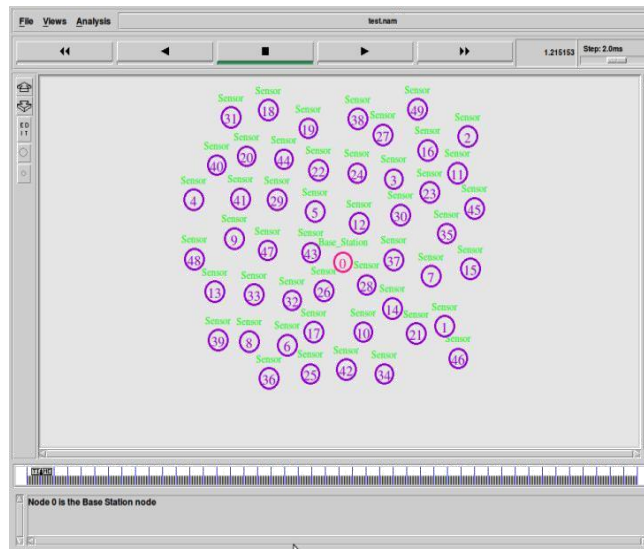 File Views Analysis test.nam
1.215153 Step: 2.0ms
Sensor Sensor Sensor Sensor Sensor
31 18 19 38 49
Sensor Sensor Sensor
27 16 2
Sensor Sensor Sensor Sensor Sensor Sensor Sensor
40 20 44 22 24 3 11
Sensor Sensor Sensor Sensor Sensor
4 41 29 23 45
Sensor Sensor Sensor Sensor
5 12 30 35
Sensor Sensor Sensor Base_Station Sensor
9 47 43 0 37
Sensor Sensor Sensor
48 7 15
Sensor Sensor Sensor Sensor Sensor
13 33 32 26 28
Sensor Sensor Sensor Sensor Sensor
14 17 10 21 1
Sensor Sensor Sensor Sensor
39 8 6 46
Sensor Sensor Sensor Sensor
36 25 42 34
E D
I T
Node 0 is the Base Station node